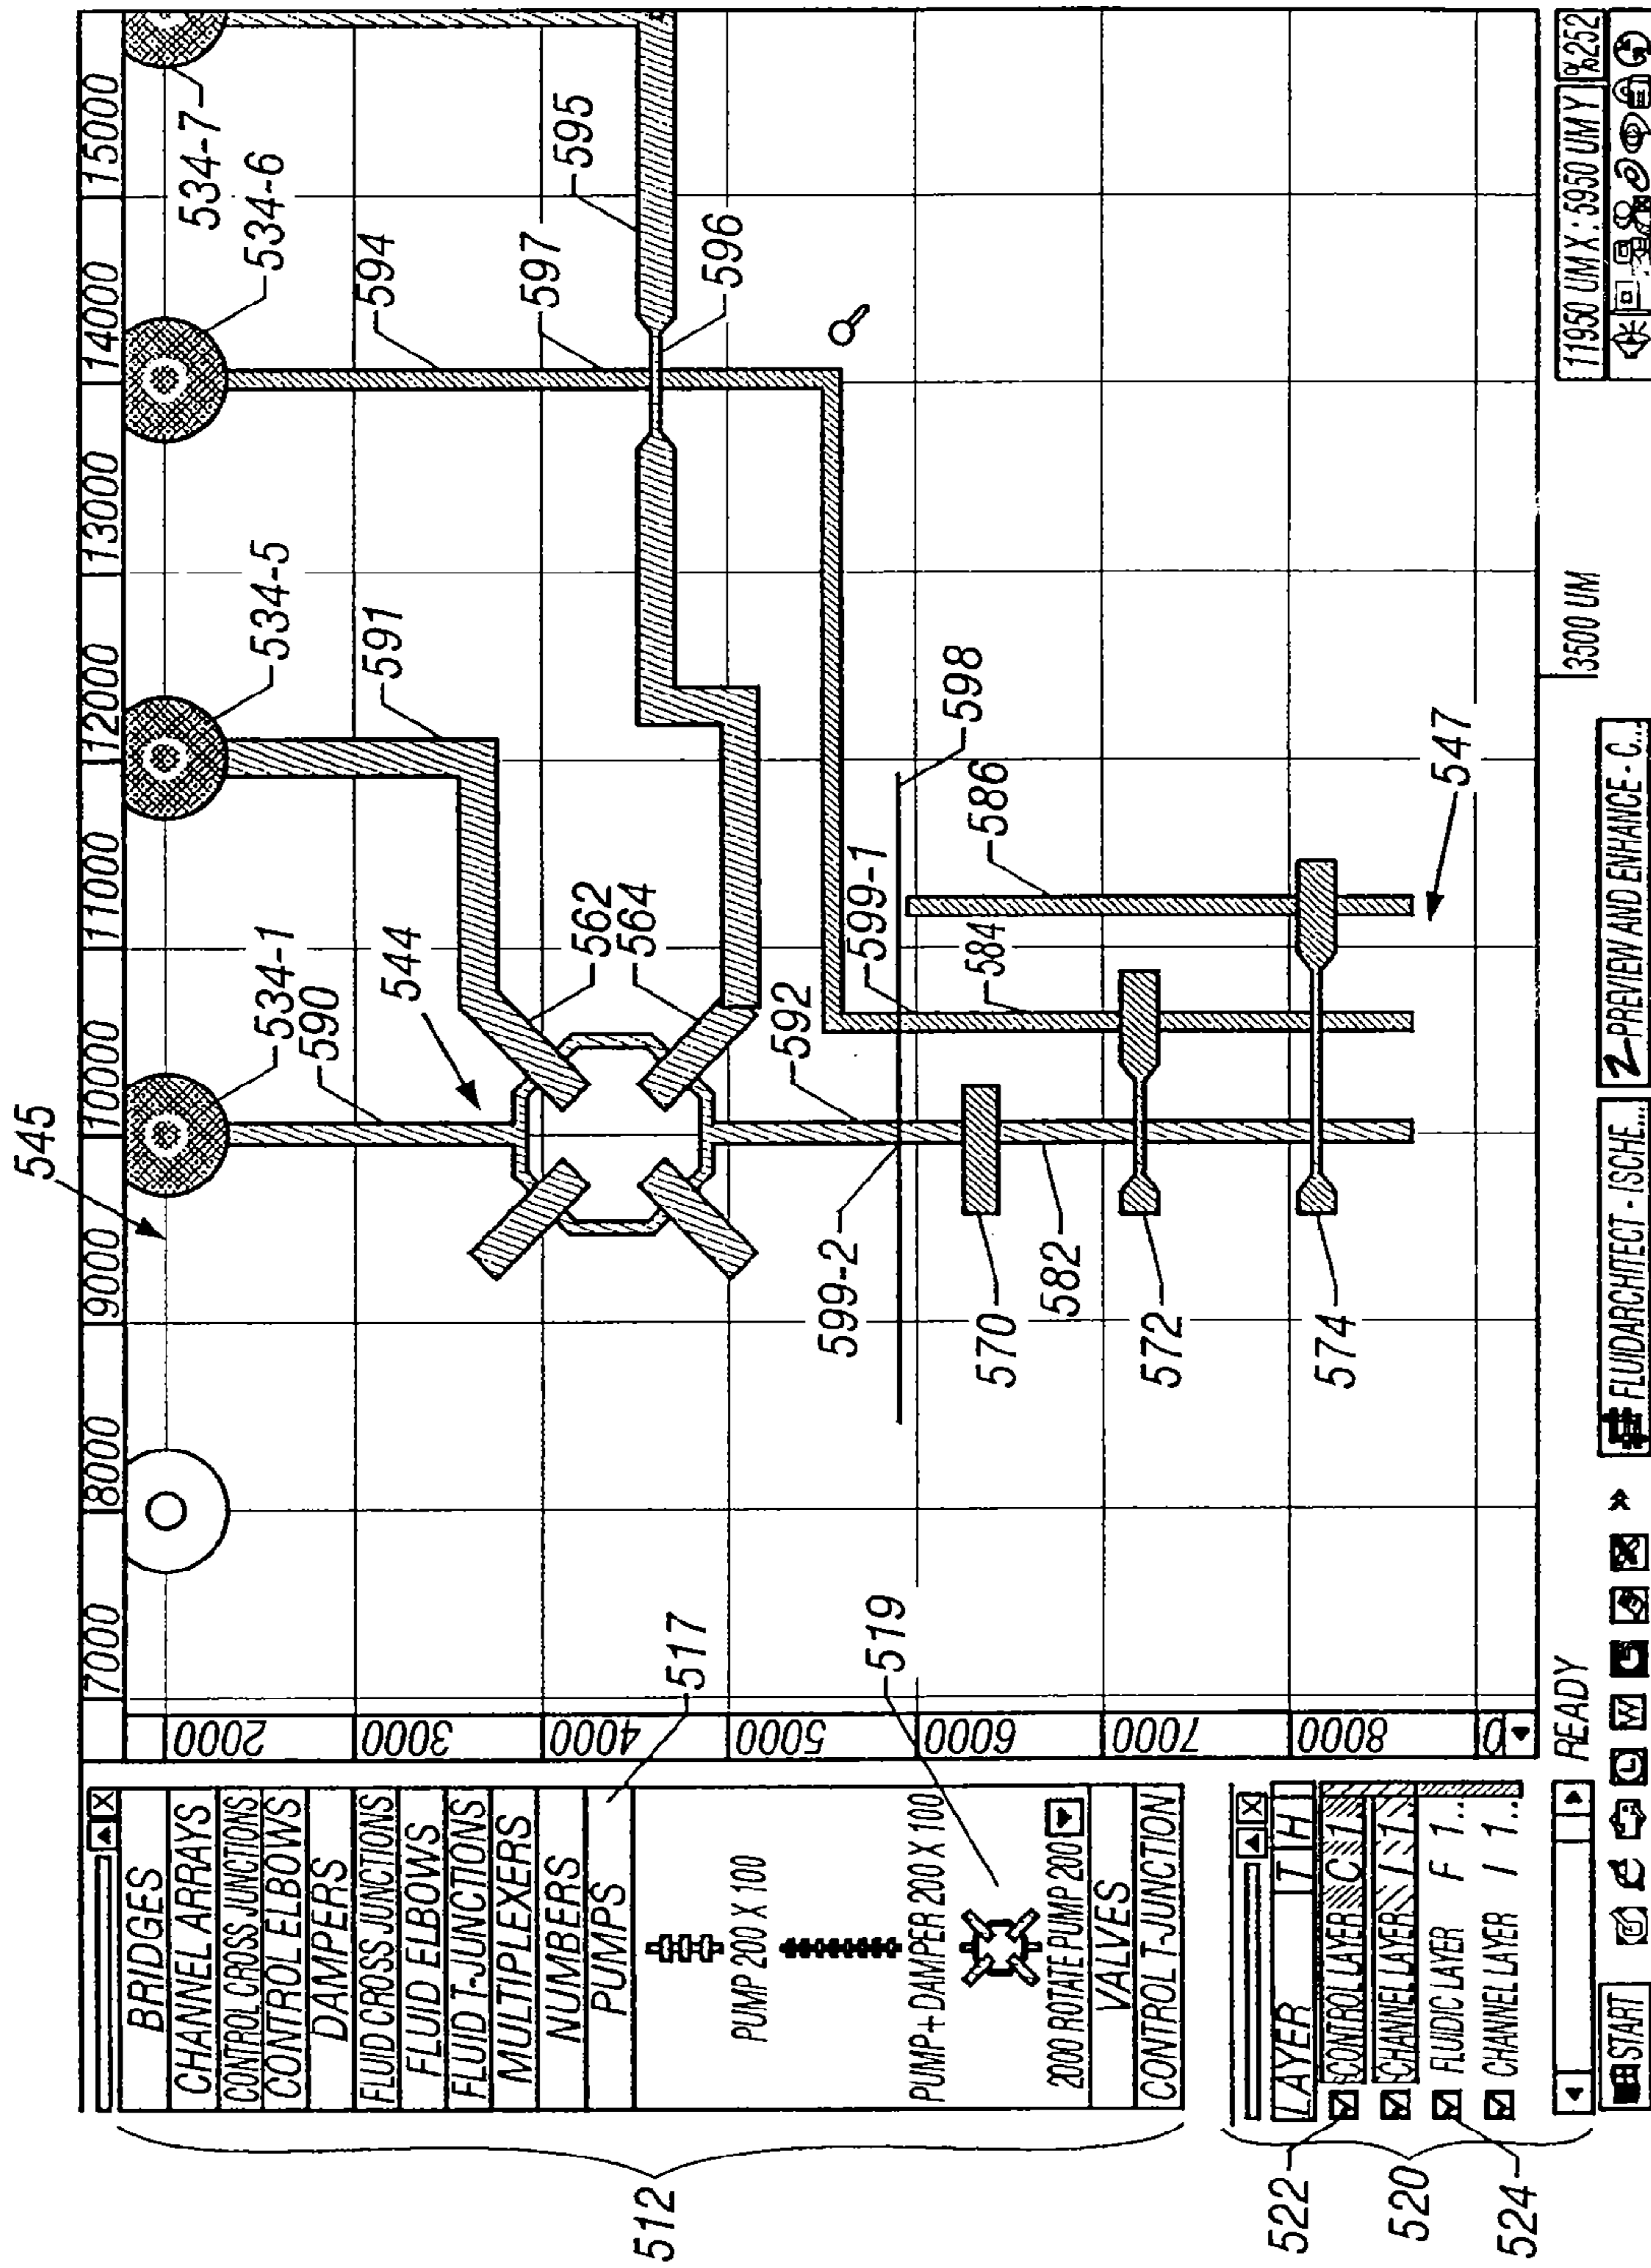 545
7000 8000 9000 10000 11000 12000 13000 14000 15000
2000
3000
4000
5000
6000
7000
8000
534-1
590
544
534-5
591
534-7
534-6
594
597
595
596
562
564
592
599-1
598
584
586
599-2
570
582
572
574
547
512
BRIDGES
CHANNEL ARRAYS
CONTROL CROSS JUNCTIONS
CONTROL ELBOWS
DAMPERS
FLUID CROSS JUNCTIONS
FLUID ELBOWS
FLUID T-JUNCTIONS
MULTIPLEXERS
NUMBERS
PUMPS
517
PUMP 200 X 100
PUMP + DAMPER 200 X 100
519
2000 ROTATE PUMP 200
VALVES
CONTROL T-JUNCTION
522
520
524
LAYER T H
CONTROL LAYER C 1...
CHANNEL LAYER I 1...
FLUIDIC LAYER F 1...
CHANNEL LAYER I 1...
READY
3500 UM
11950 UM X : 5950 UM Y %252
START
FLUIDARCHITECT - ISCHE...
PREVIEW AND ENHANCE - C...